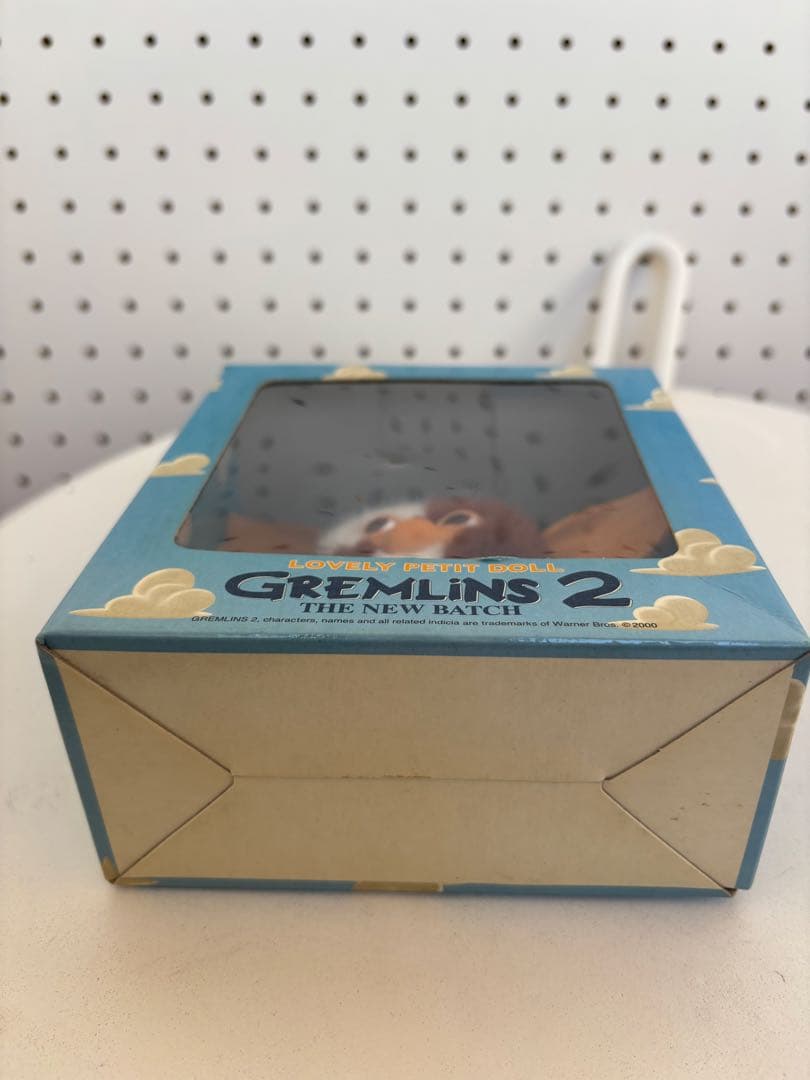 LOVELY PETIT DOLL
GREMLiNS 2
THE NEW BATCH
GREMLINS 2, characters, names and all related indicia are trademarks of Warner Bros. ©2000